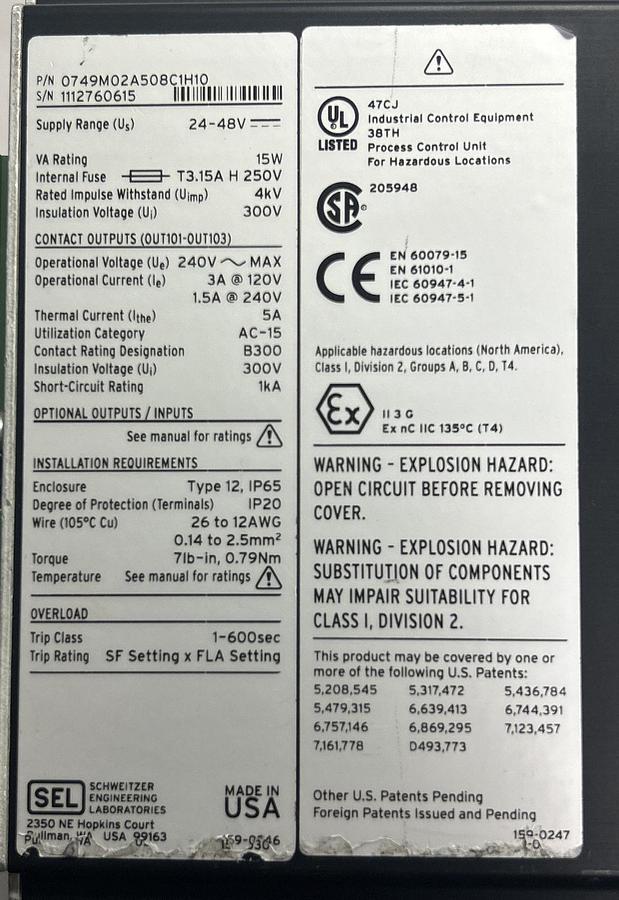 P/N 0749M02A508C1H10
S/N 1112760615
Supply Range (Us) 24-48V
VA Rating 15W
Internal Fuse T3.15A H 250V
Rated Impulse Withstand (Uimp) 4kV
Insulation Voltage (Ui) 300V
CONTACT OUTPUTS (OUT101-OUT103)
Operational Voltage (Ue) 240V ~ MAX
Operational Current (Ie) 3A @ 120V
1.5A @ 240V
Thermal Current (Ithe) 5A
Utilization Category AC-15
Contact Rating Designation B300
Insulation Voltage (Ui) 300V
Short-Circuit Rating 1kA
OPTIONAL OUTPUTS / INPUTS
See manual for ratings
INSTALLATION REQUIREMENTS
Enclosure Type 12, IP65
Degree of Protection (Terminals) IP20
Wire (105°C Cu) 26 to 12AWG
0.14 to 2.5mm²
Torque 7lb-in, 0.79Nm
Temperature See manual for ratings
OVERLOAD
Trip Class 1-600sec
Trip Rating SF Setting x FLA Setting
SEL SCHWEITZER
ENGINEERING
LABORATORIES
MADE IN
USA
2350 NE Hopkins Court
Pullman, WA USA 99163
UL
LISTED
47CJ
Industrial Control Equipment
38TH
Process Control Unit
For Hazardous Locations
SA ® 205948
CE
EN 60079-15
EN 61010-1
IEC 60947-4-1
IEC 60947-5-1
Applicable hazardous locations (North America),
Class I, Division 2, Groups A, B, C, D, T4.
Ex
II 3 G
Ex nC IIC 135°C (T4)
WARNING - EXPLOSION HAZARD:
OPEN CIRCUIT BEFORE REMOVING
COVER.
WARNING - EXPLOSION HAZARD:
SUBSTITUTION OF COMPONENTS
MAY IMPAIR SUITABILITY FOR
CLASS I, DIVISION 2.
This product may be covered by one or
more of the following U.S. Patents:
5,208,545 5,317,472 5,436,784
5,479,315 6,639,413 6,744,391
6,757,146 6,869,295 7,123,457
7,161,778 D493,773
Other U.S. Patents Pending
Foreign Patents Issued and Pending
159-0247